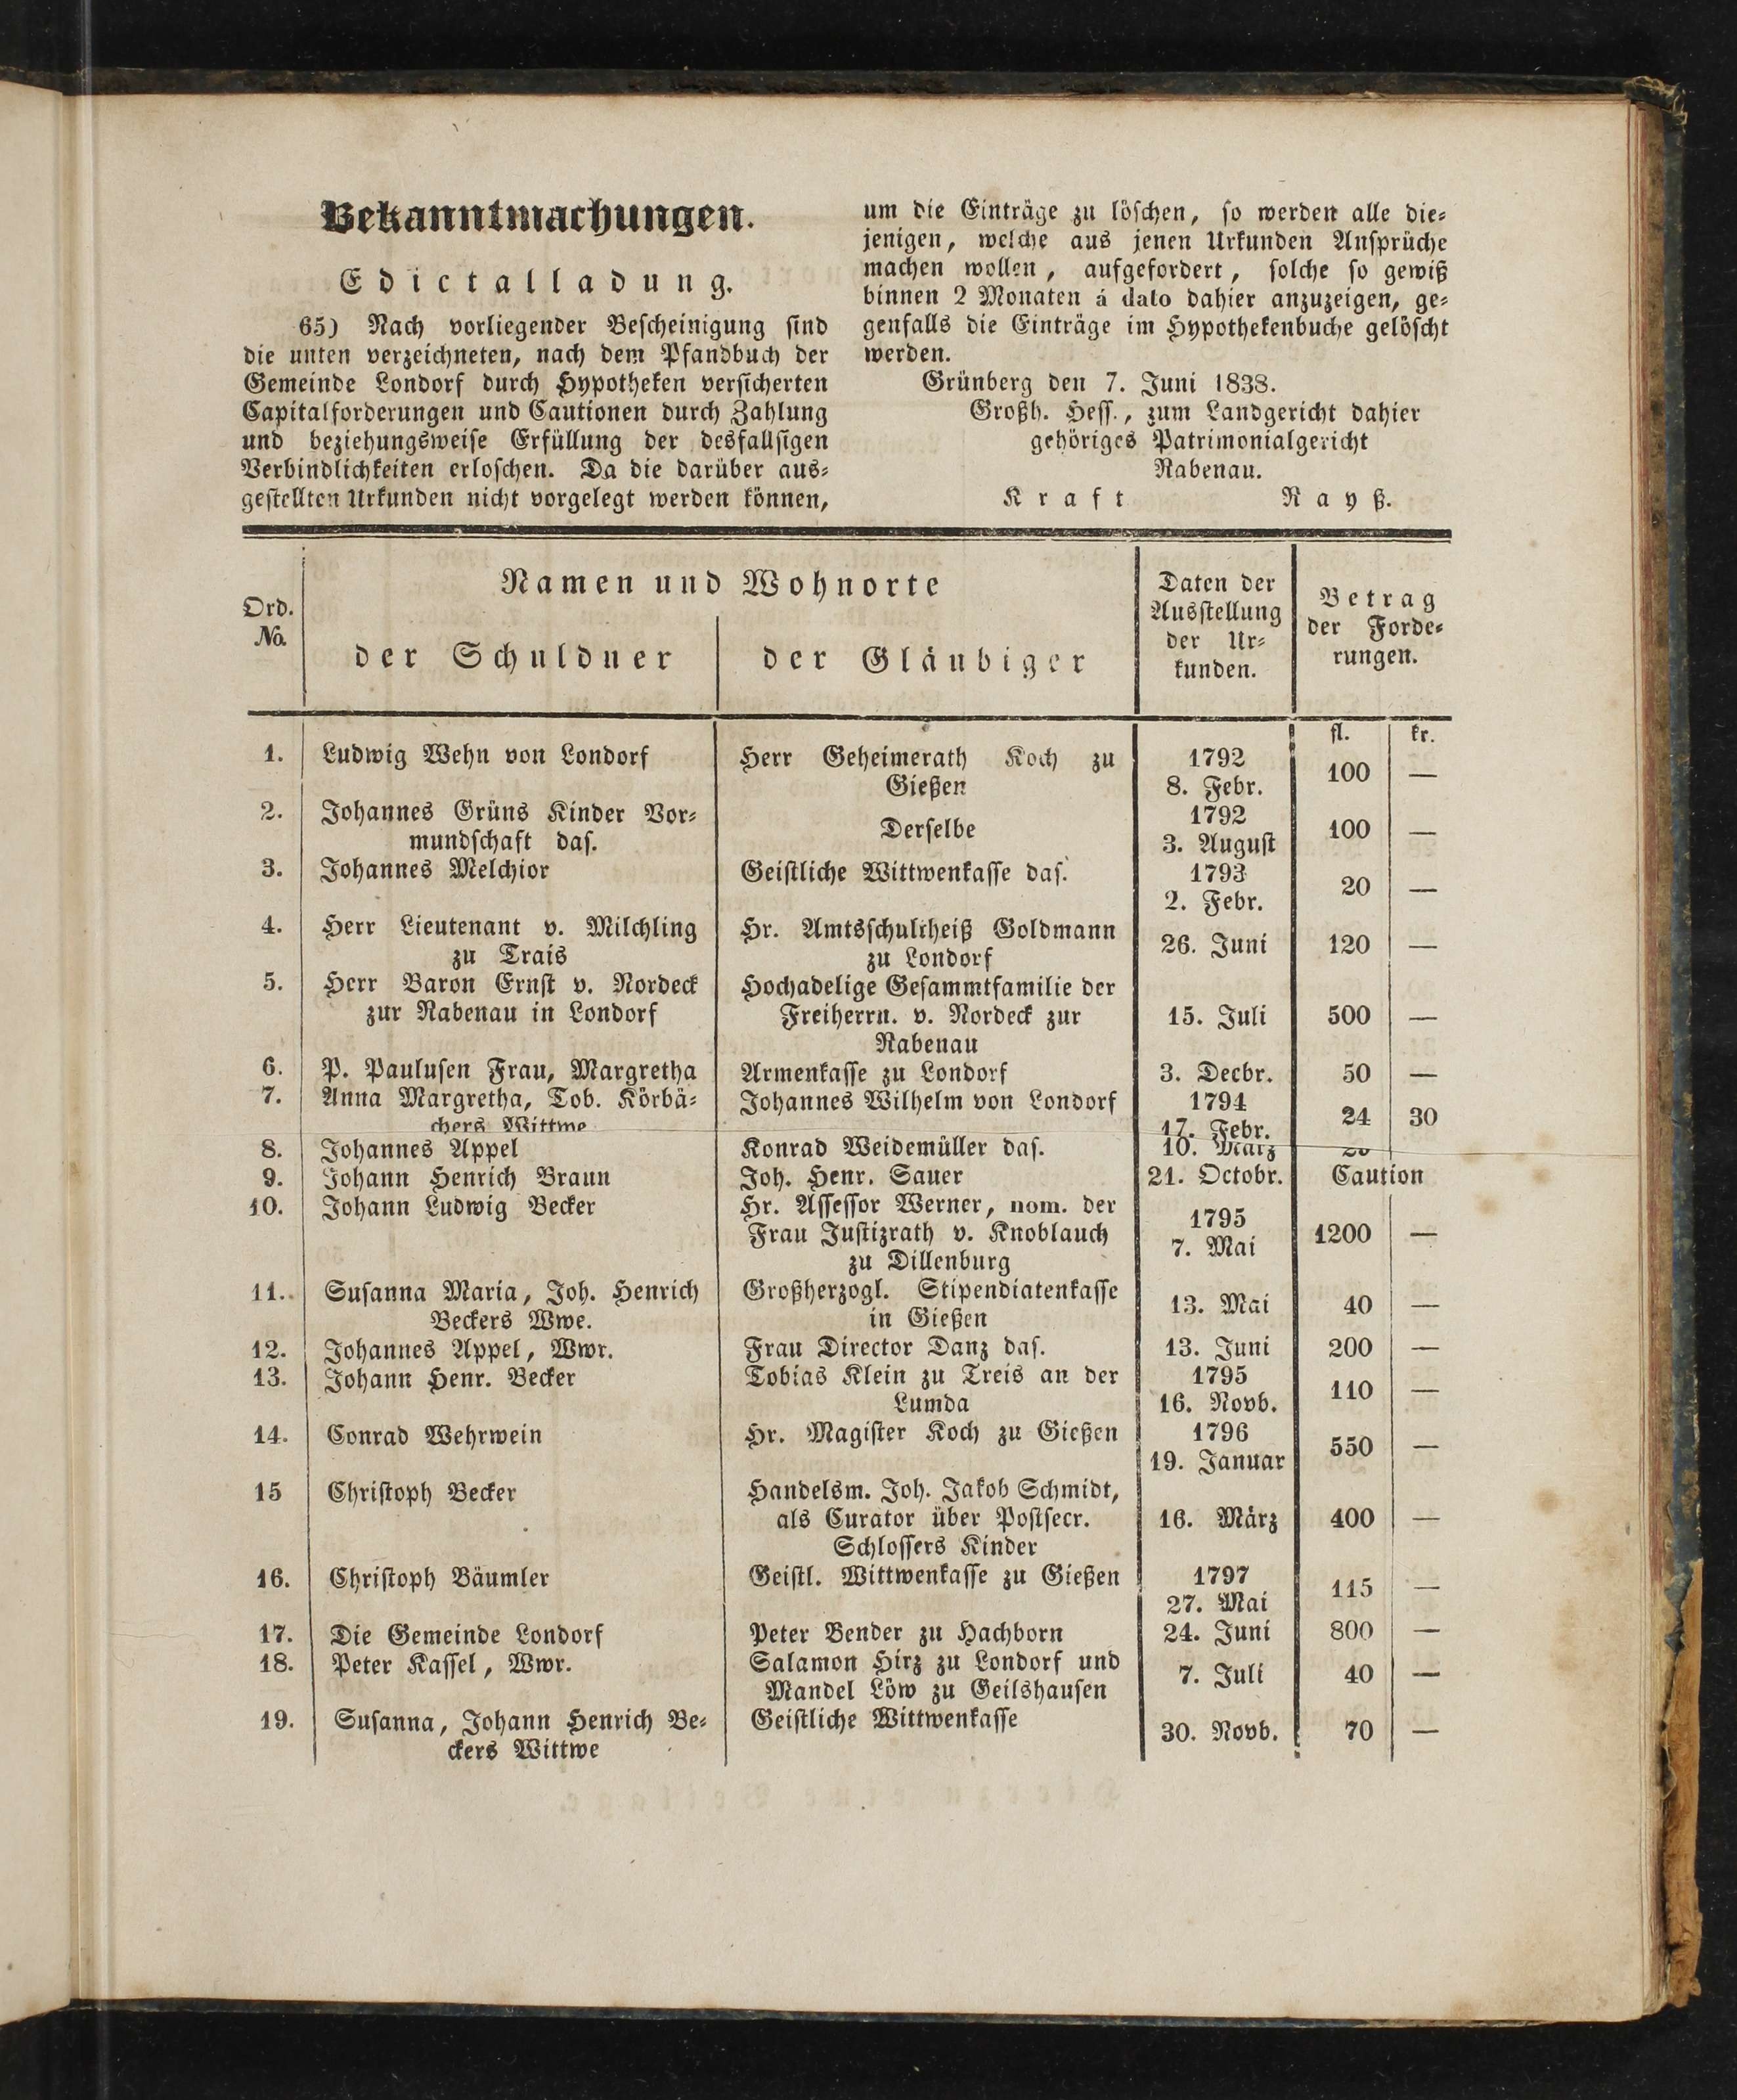 Bekanntmachungen.
Edictalladung.
65) Nach vorliegender Bescheinigung sind
die unten verzeichneten, nach dem Pfandbuch der
Gemeinde Londorf durch Hypotheken versicherten
Capitalforderungen und Cautionen durch Zahlung
und beziehungsweise Erfüllung der desfallsigen
Verbindlichkeiten erloschen. Da die darüber aus-
gestellten Urkunden nicht vorgelegt werden können,
um die Einträge zu löschen, so werden alle die-
jenigen, welche aus jenen Urkunden Ansprüche
machen wollen, aufgefordert, solche so gewiß
binnen 2 Monaten á dato dahier anzuzeigen, ge-
genfalls die Einträge im Hypothekenbuche gelöscht
werden.
Grünberg den 7. Juni 1838.
Großh. Hess., zum Landgericht dahier
gehöriges Patrimonialgericht
Rabenau.
Kraft Rayß.
Ord.
No.
Namen und Wohnorte
der Schuldner der Gläubiger
Daten der
Ausstellung
der Ur-
kunden.
Betrag
der Forde-
rungen.
fl. kr.
1. Ludwig Wehn von Londorf Herr Geheimerath Koch zu 1792
Gießen 8. Febr. 100 —
2. Johannes Grüns Kinder Vor- 1792
mundschaft das. Derselbe 3. August 100 —
3. Johannes Melchior Geistliche Wittwenkasse das. 1793
2. Febr. 20 —
4. Herr Lieutenant v. Milchling Hr. Amtsschultheiß Goldmann
zu Trais zu Londorf 26. Juni 120 —
5. Herr Baron Ernst v. Nordeck Hochadelige Gesammtfamilie der
zur Rabenau in Londorf Freiherrn. v. Nordeck zur 15. Juli 500 —
Rabenau
6. P. Paulusen Frau, Margretha Armenkasse zu Londorf 3. Decbr. 50 —
7. Anna Margretha, Tob. Körbä- Johannes Wilhelm von Londorf 1794
chers Wittwe 17. Febr. 24 30
8. Johannes Appel Konrad Weidemüller das. 10. März
9. Johann Henrich Braun Joh. Henr. Sauer 21. Octobr. Caution
10. Johann Ludwig Becker Hr. Assessor Werner, nom. der 1795
Frau Justizrath v. Knoblauch 7. Mai 1200 —
zu Dillenburg
11. Susanna Maria, Joh. Henrich Großherzogl. Stipendiatenkasse
Beckers Wwe. in Gießen 13. Mai 40 —
12. Johannes Appel, Wwr. Frau Director Danz das. 13. Juni 200 —
13. Johann Henr. Becker Tobias Klein zu Treis an der 1795
Lumda 16. Novb. 110 —
14. Conrad Wehrwein Hr. Magister Koch zu Gießen 1796
19. Januar 550 —
15 Christoph Becker Handelsm. Joh. Jakob Schmidt,
als Curator über Postsecr. 16. März 400 —
Schlossers Kinder
16. Christoph Bäumler Geistl. Wittwenkasse zu Gießen 1797
27. Mai 115 —
17. Die Gemeinde Londorf Peter Bender zu Hachborn 24. Juni 800 —
18. Peter Kassel, Wwr. Salamon Hirz zu Londorf und
Mandel Löw zu Geilshausen 7. Juli 40 —
19. Susanna, Johann Henrich Be- Geistliche Wittwenkasse
ckers Wittwe 30. Novb. 70 —